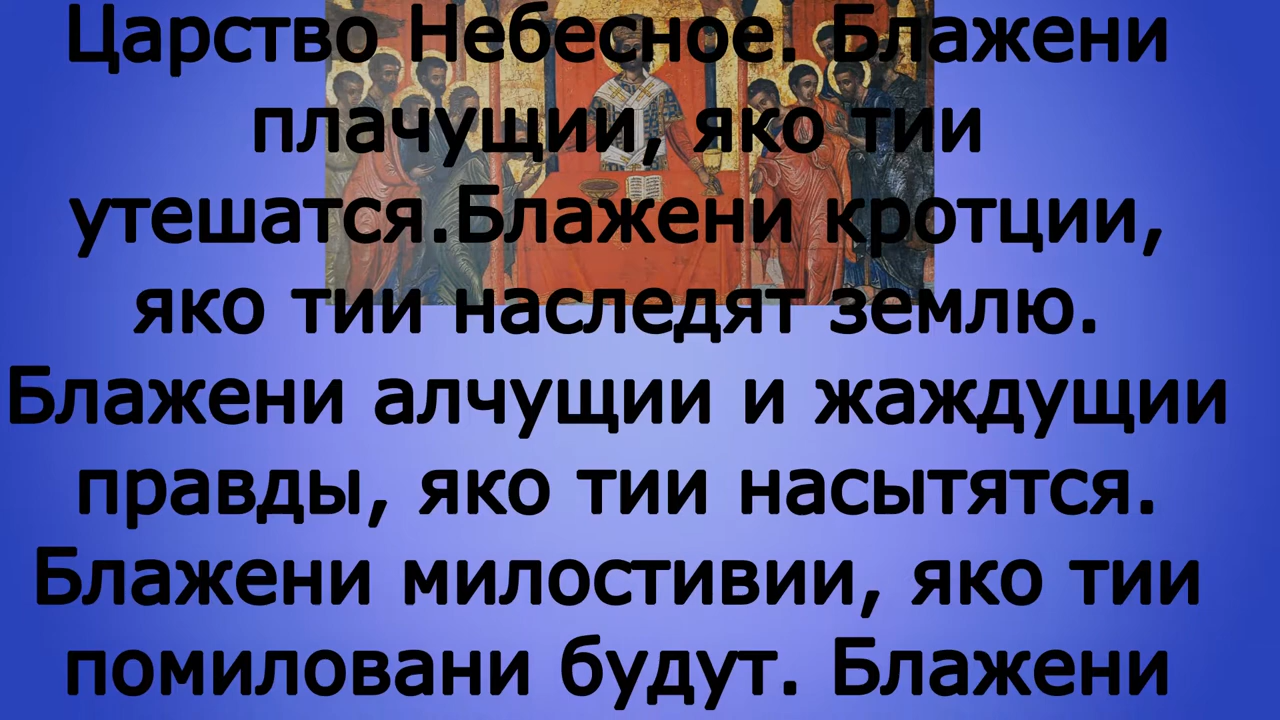 Царство Небесное. Блажени
плачущии, яко тии
утешатся.Блажени кротции,
яко тии наследят землю.
Блажени алчущии и жаждущии
правды, яко тии насытятся.
Блажени милостивии, яко тии
помиловани будут. Блажени